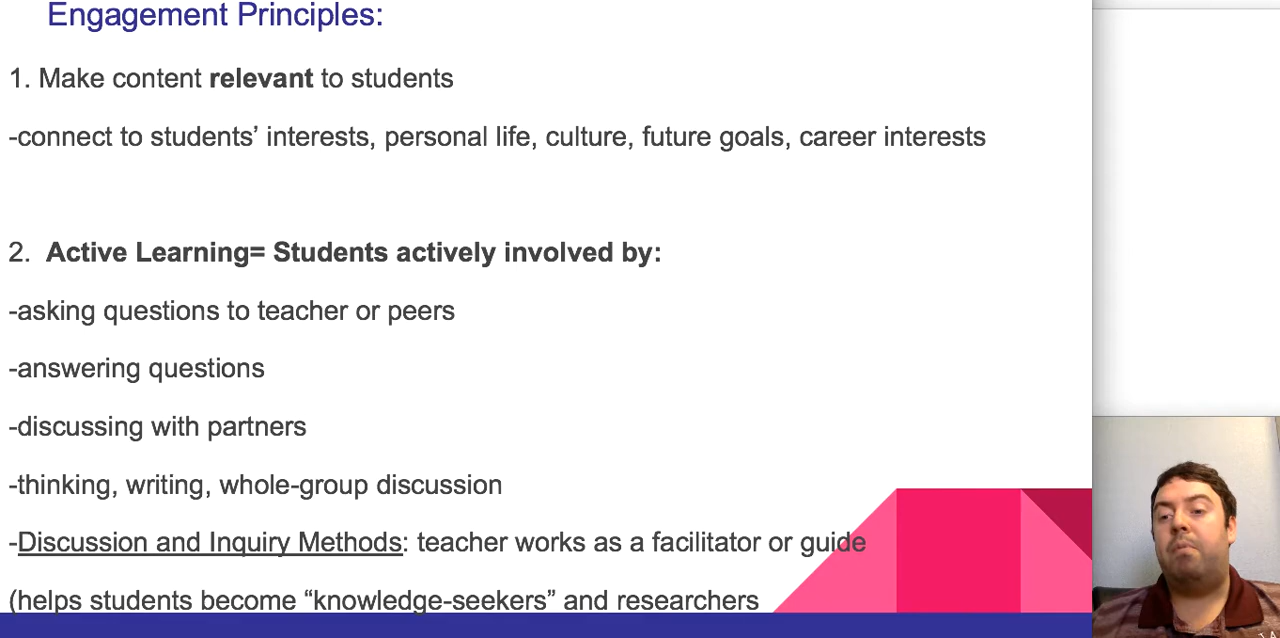 Engagement Principles:
1. Make content relevant to students
-connect to students’ interests, personal life, culture, future goals, career interests
2. Active Learning= Students actively involved by:
-asking questions to teacher or peers
-answering questions
-discussing with partners
-thinking, writing, whole-group discussion
-Discussion and Inquiry Methods: teacher works as a facilitator or guide
(helps students become “knowledge-seekers” and researchers